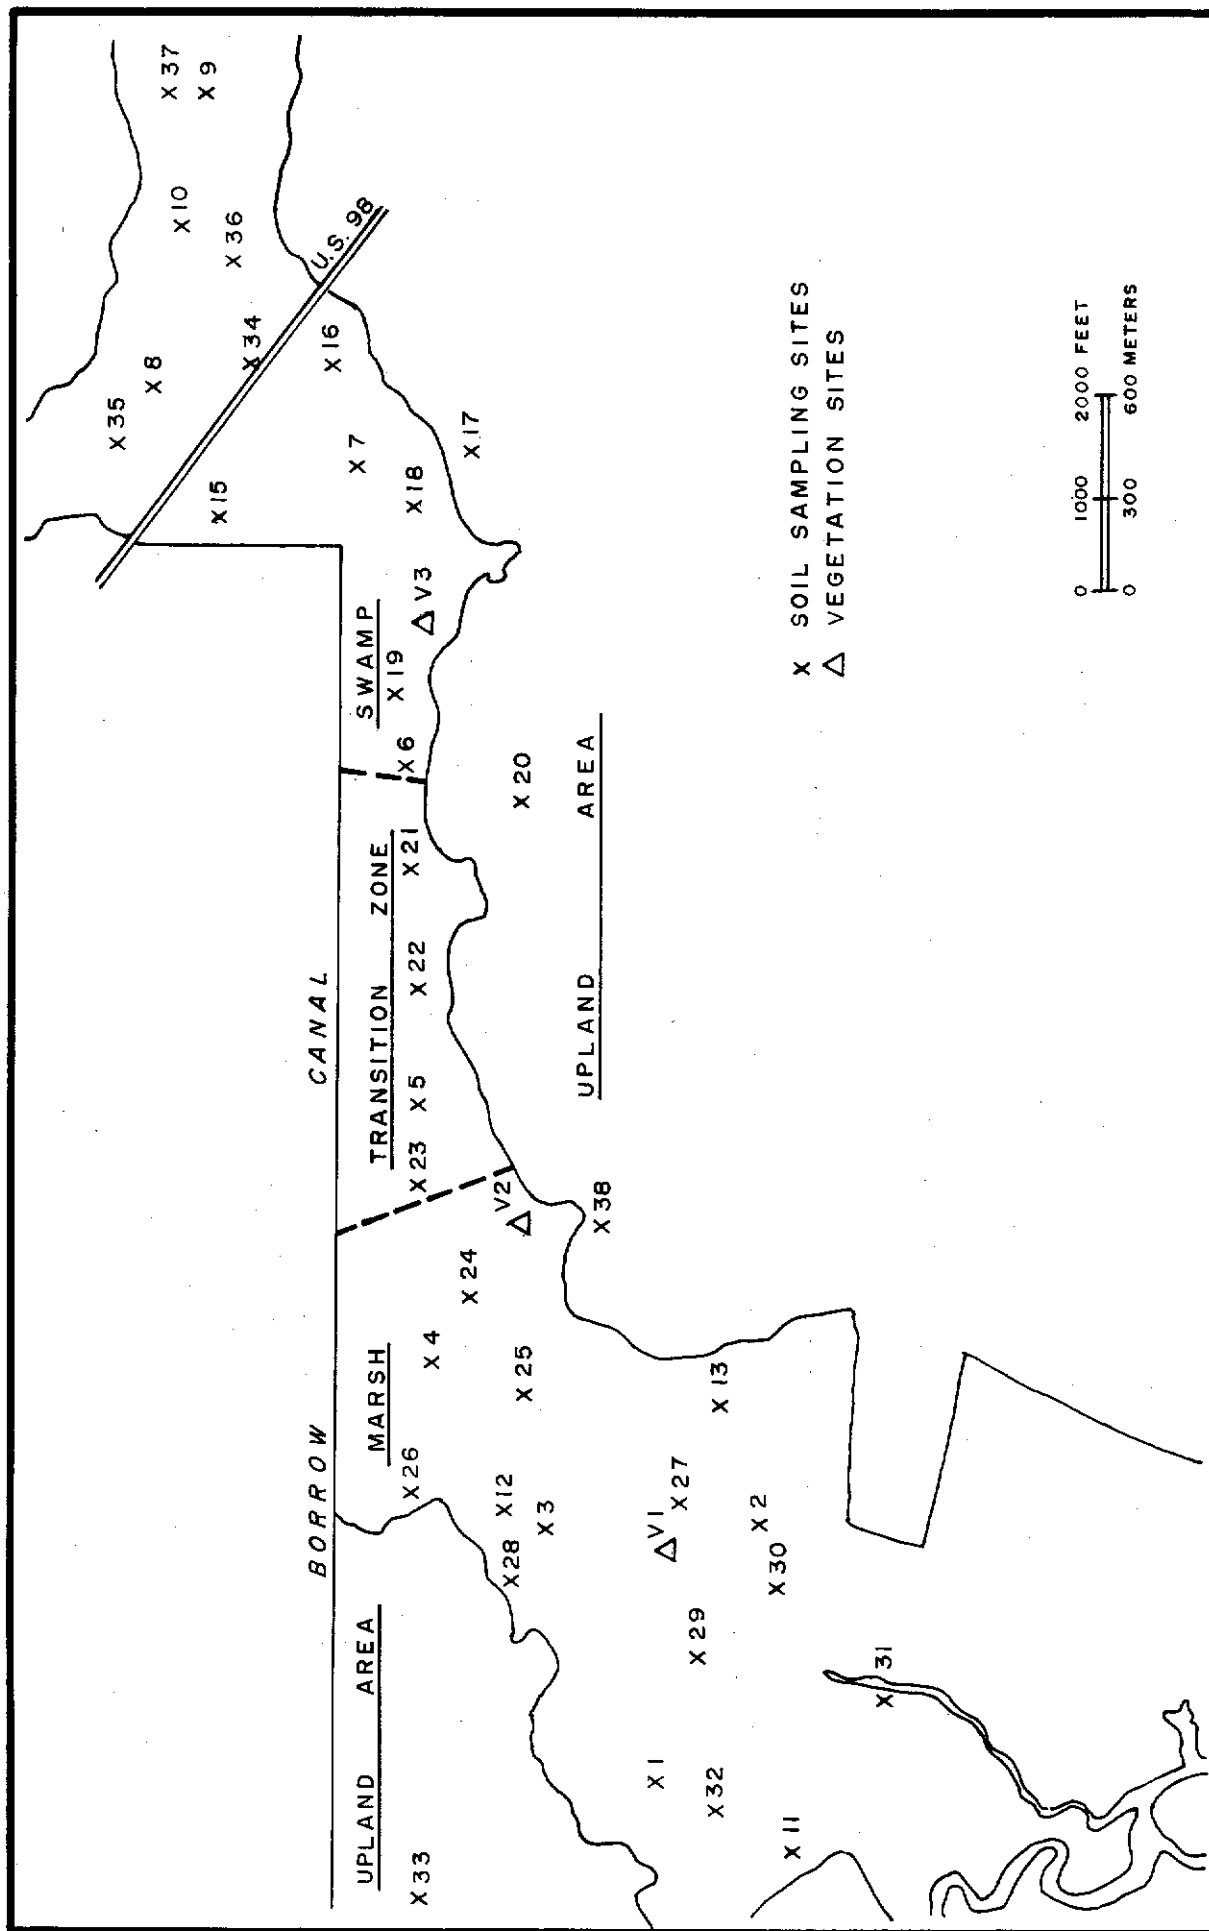 X 37
X 9
X 10
X 36
U.S. 98
X 34
X 8
X 35
X 16
X 7
X 17
X 15
X 18
SWAMP
V3
X 19
X 6
X 20
TRANSITION ZONE
X 21
X 22
X 5
X 23
BORROW CANAL
UPLAND AREA
V2
X 38
X 24
MARSH
X 4
X 25
X 26
X 13
X 12
X 3
X 28
V1
X 27
X 2
X 30
X 29
X 31
UPLAND AREA
X 33
X 1
X 32
X 11
X SOIL SAMPLING SITES
△ VEGETATION SITES
0 1000 2000 FEET
0 300 600 METERS